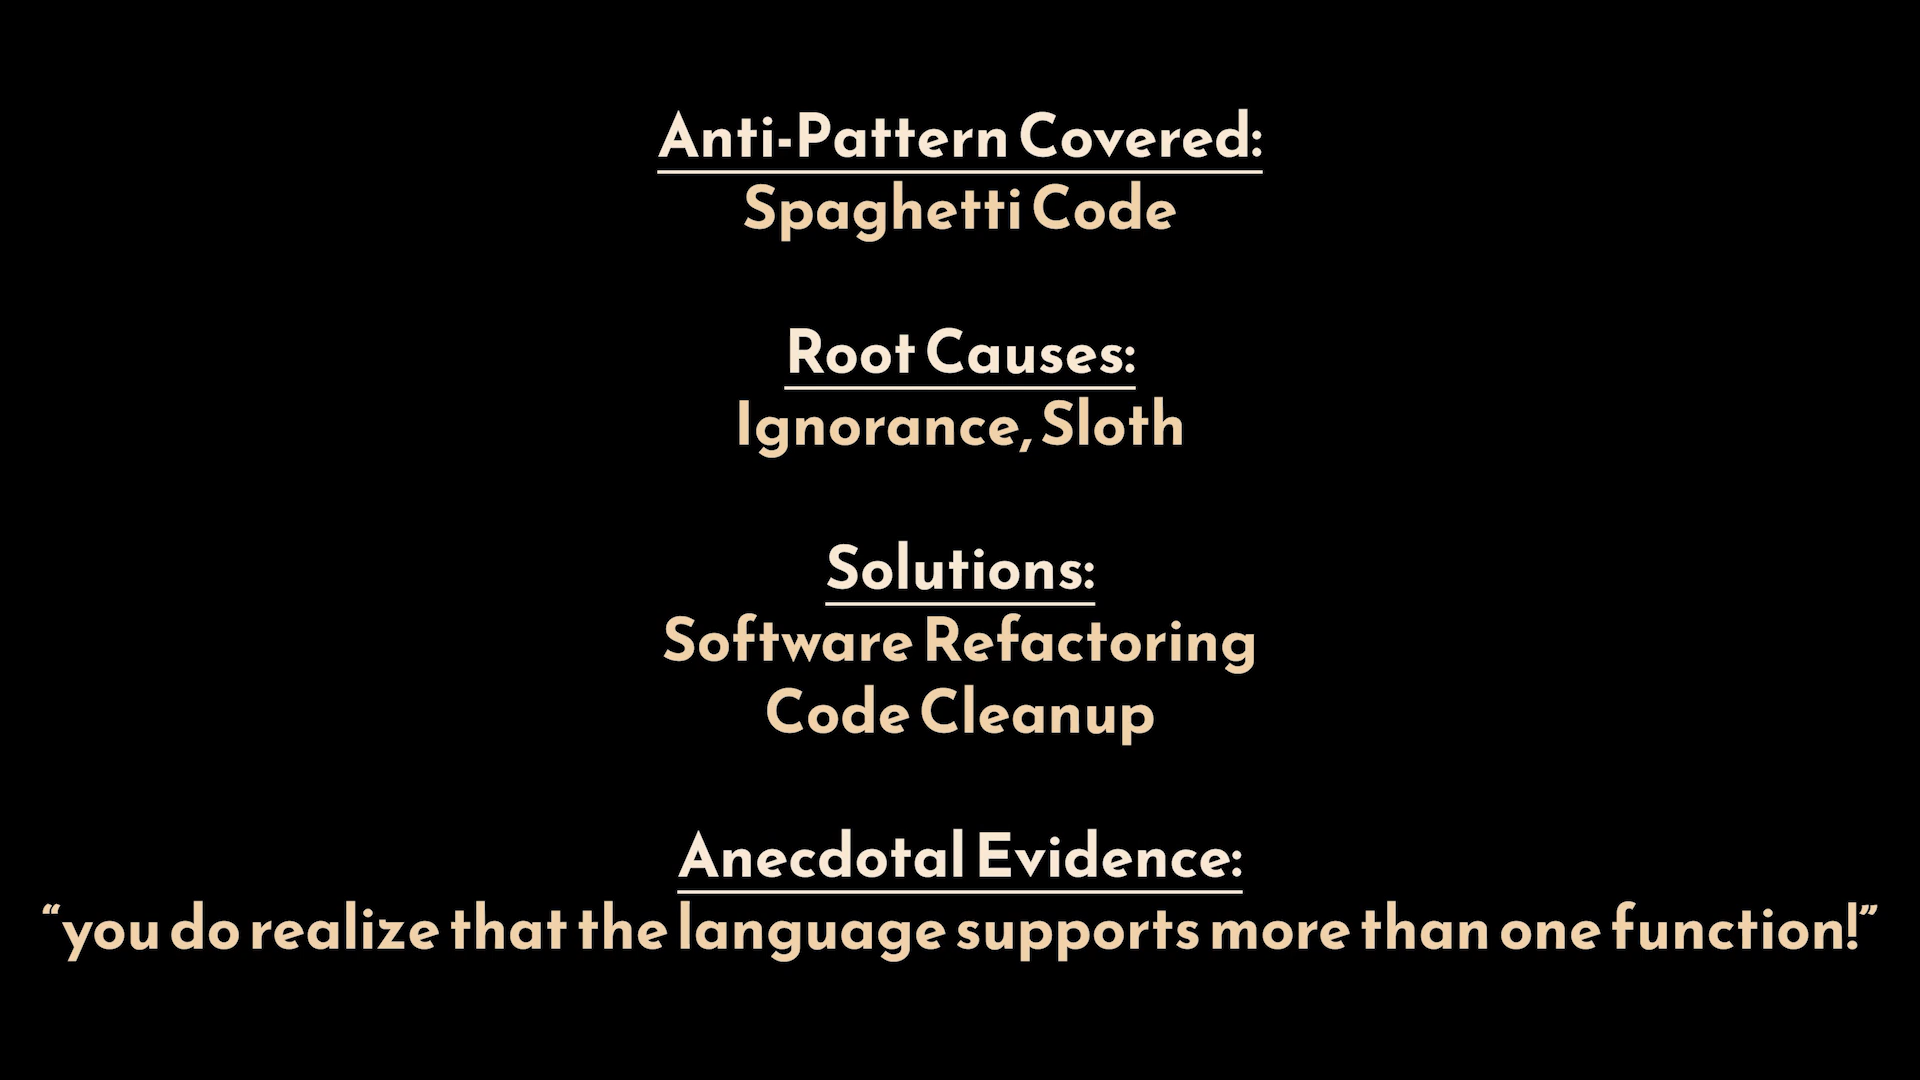 Anti-Pattern Covered:
Spaghetti Code
Root Causes:
Ignorance, Sloth
Solutions:
Software Refactoring
Code Cleanup
Anecdotal Evidence:
“you do realize that the language supports more than one function!”